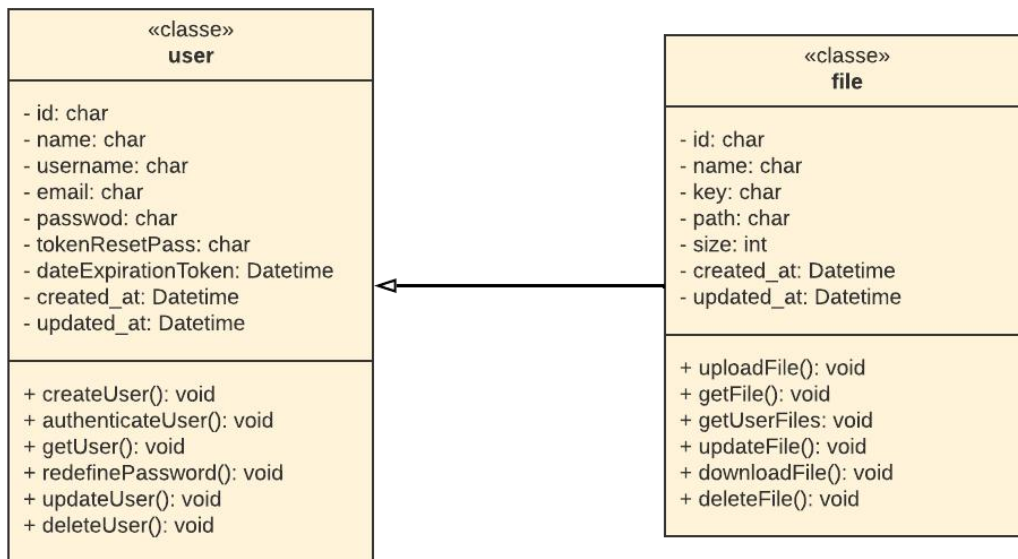 «classe»
user
- id: char
- name: char
- username: char
- email: char
- passwod: char
- tokenResetPass: char
- dateExpirationToken: Datetime
- created_at: Datetime
- updated_at: Datetime
+ createUser(): void
+ authenticateUser(): void
+ getUser(): void
+ redefinePassword(): void
+ updateUser(): void
+ deleteUser(): void
«classe»
file
- id: char
- name: char
- key: char
- path: char
- size: int
- created_at: Datetime
- updated_at: Datetime
+ uploadFile(): void
+ getFile(): void
+ getUserFiles: void
+ updateFile(): void
+ downloadFile(): void
+ deleteFile(): void